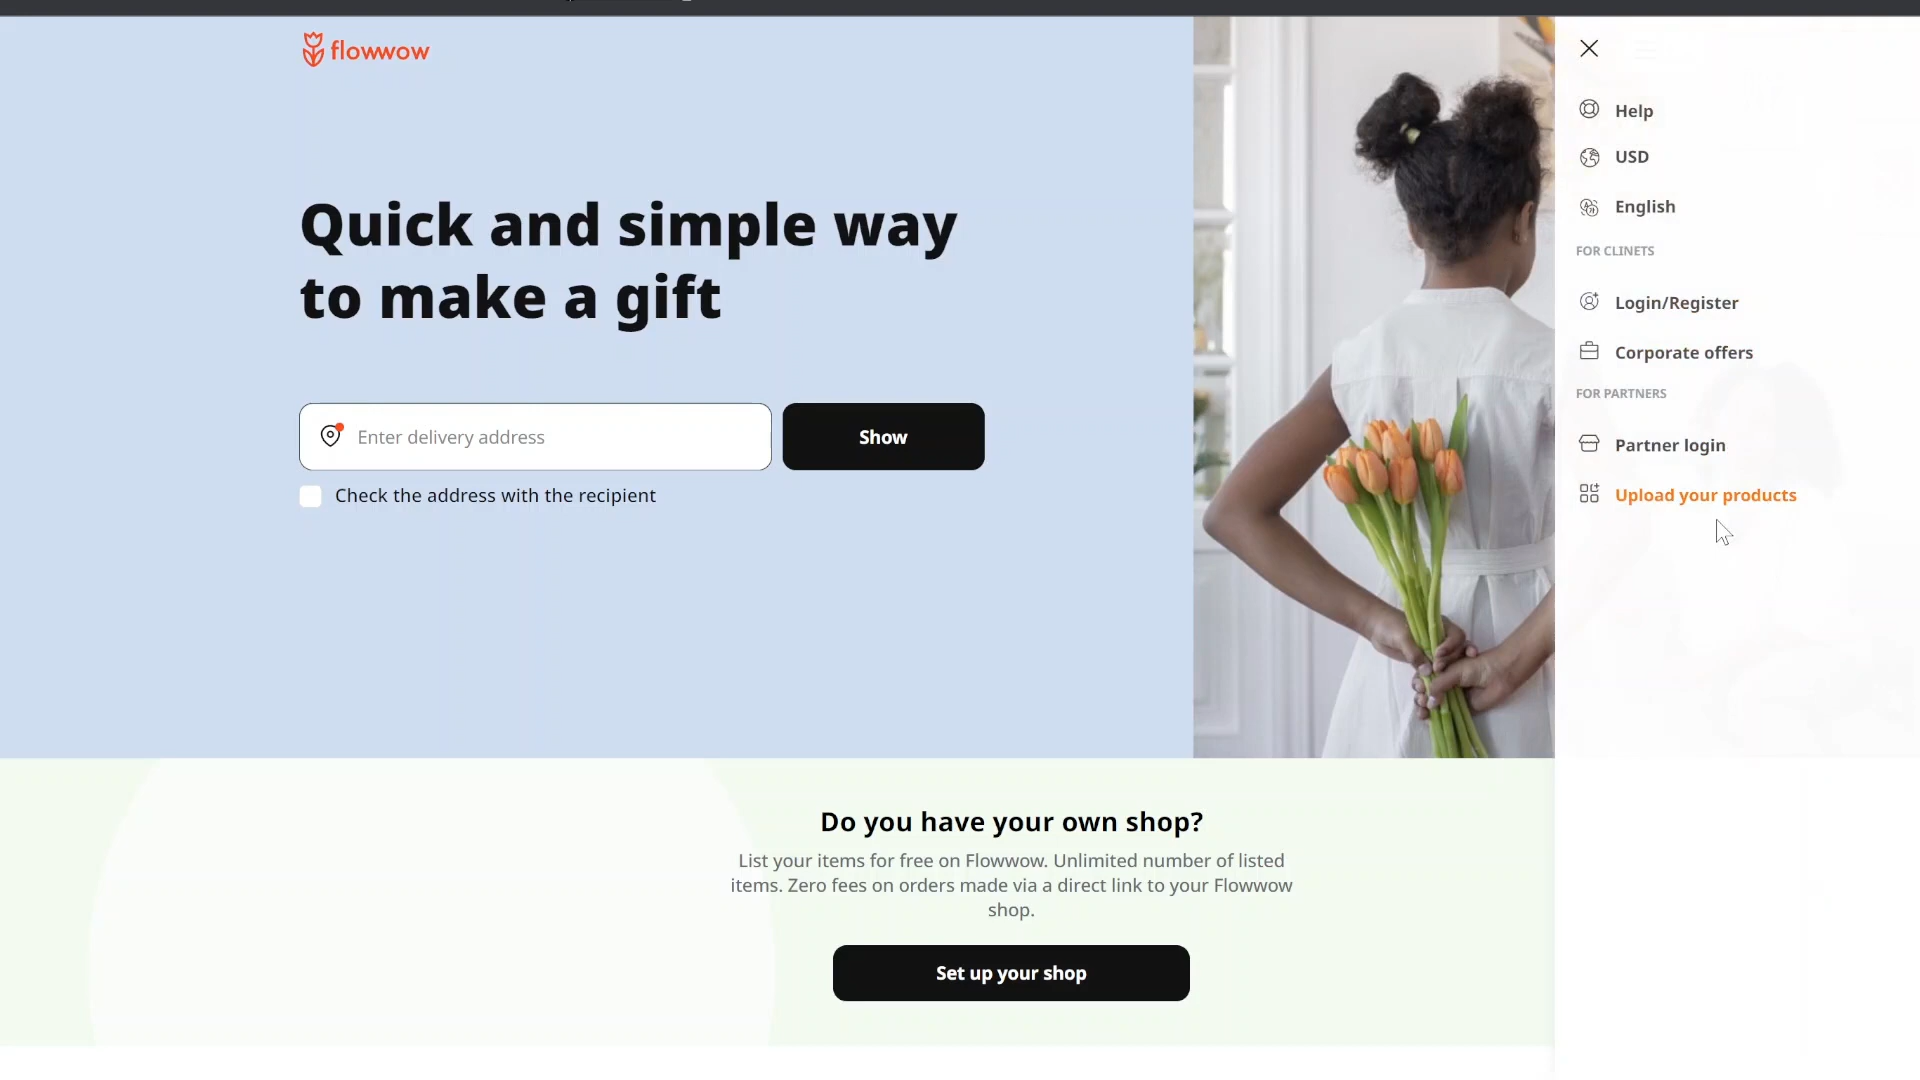 flowwow
Quick and simple way
to make a gift
Enter delivery address
Show
Check the address with the recipient
Do you have your own shop?
List your items for free on Flowwow. Unlimited number of listed
items. Zero fees on orders made via a direct link to your Flowwow
shop.
Set up your shop
Help
USD
English
FOR CLINETS
Login/Register
Corporate offers
FOR PARTNERS
Partner login
Upload your products